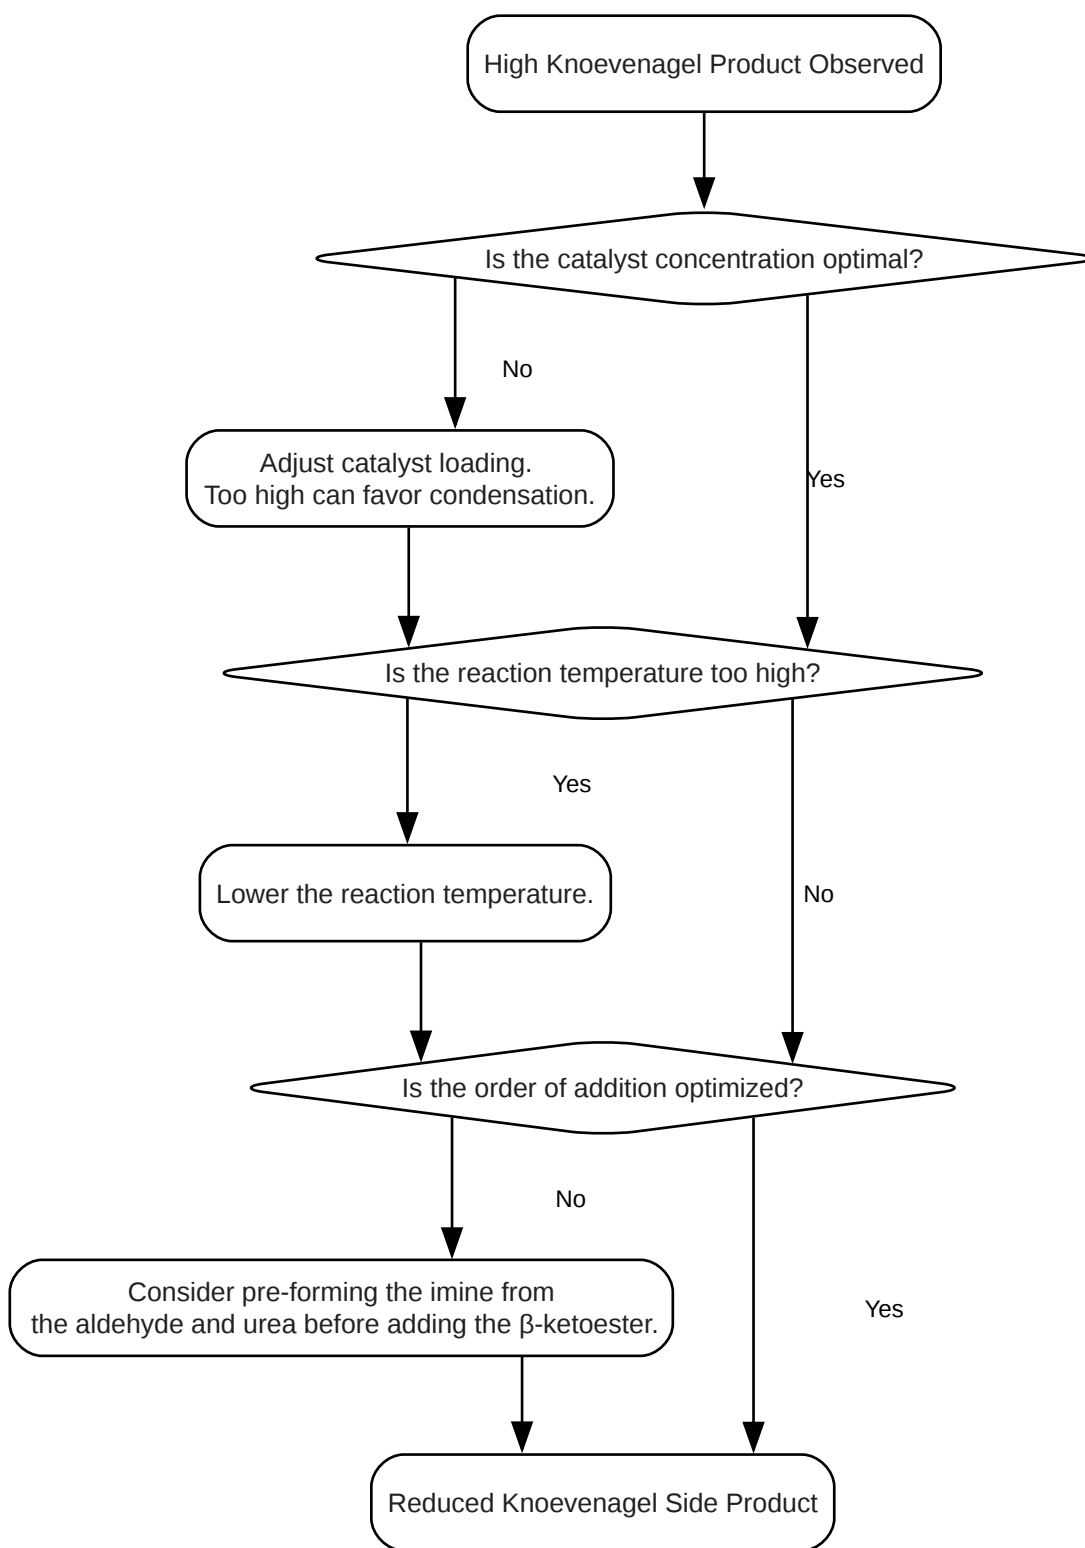 High Knoevenagel Product Observed
Is the catalyst concentration optimal?
No
Adjust catalyst loading.
Too high can favor condensation.
Yes
Is the reaction temperature too high?
Yes
Lower the reaction temperature.
No
Is the order of addition optimized?
No
Consider pre-forming the imine from
the aldehyde and urea before adding the β-ketoester.
Yes
Reduced Knoevenagel Side Product